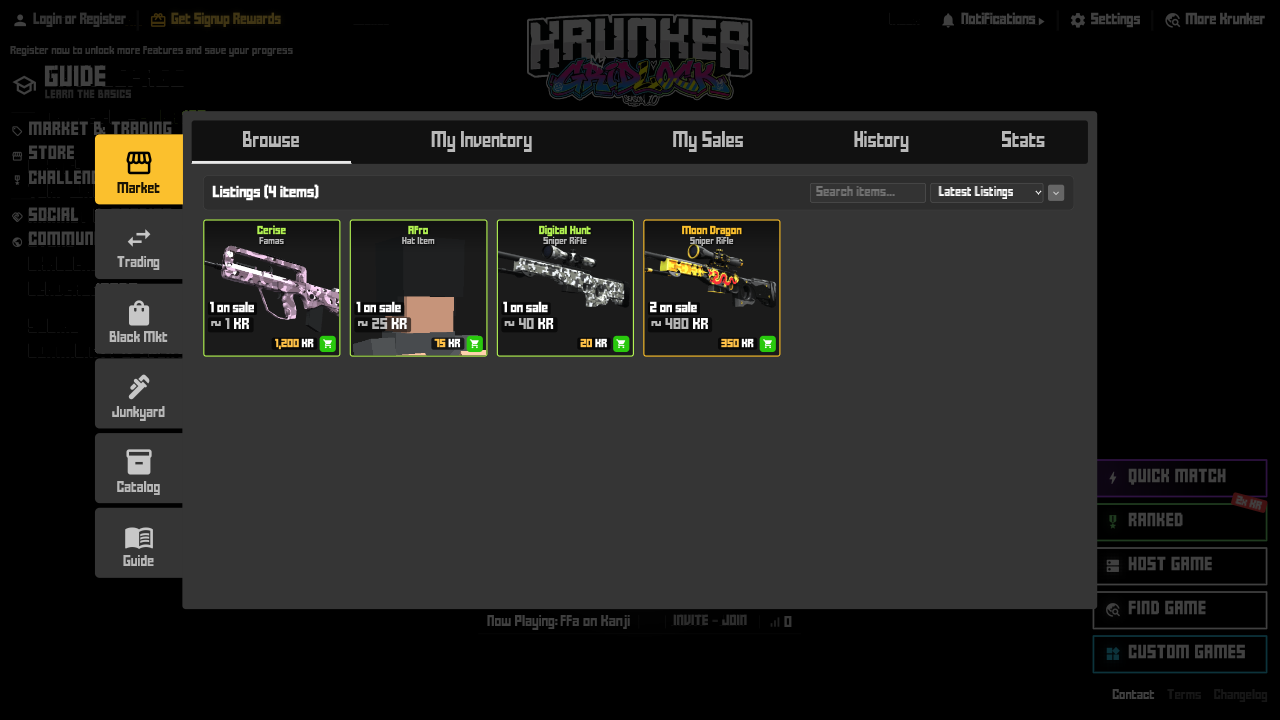 Login or Register
Get Signup Rewards
Register now to unlock more features and save your progress
KRUNKER
GRIDLOCK
Notifications
Settings
More Krunker
GUIDE
LEARN THE BASICS
MARKET & TRADING
STORE
CHALLEN
SOCIAL
COMMUN
Market
Trading
Black Mkt
Junkyard
Catalog
Guide
Browse
My Inventory
My Sales
History
Stats
Listings (4 items)
Search items...
Latest Listings
Cerise
Famas
1 on sale
1 KR
1,200 KR
Afro
Hat Item
1 on sale
25 KR
75 KR
Digital Hunt
Sniper Rifle
1 on sale
40 KR
20 KR
Moon Dragon
Sniper Rifle
2 on sale
480 KR
350 KR
QUICK MATCH
2x KR
RANKED
HOST GAME
FIND GAME
CUSTOM GAMES
Now Playing: FFa on Kanji
INVITE - JOIN
0
Contact
Terms
Changelog